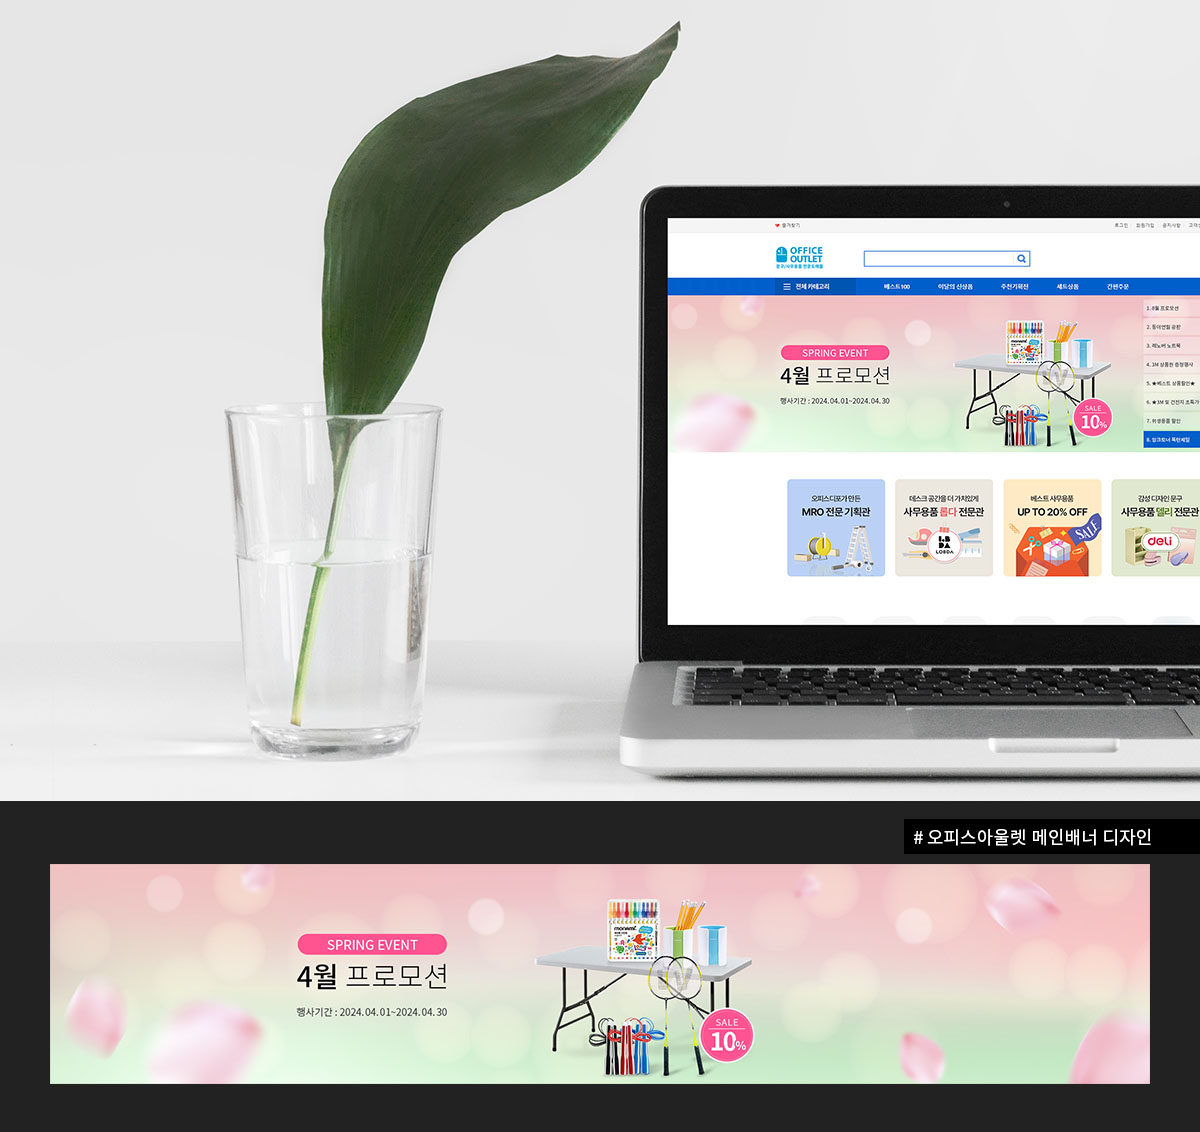 즐겨찾기
로그인
회원가입
공지사항
OFFICE
OUTLET
문구/사무용품 전문도매몰
전체 카테고리
베스트100
이달의 신상품
추천기획전
세트상품
간편주문
SPRING EVENT
4월 프로모션
행사기간 : 2024.04.01~2024.04.30
monami
SALE
10%
1. 8월 프로모션
2. 동아연필 균일
3. 레노버 노트북
4. 3M 상품권 증정행사
5. ★베스트 상품할인★
6. ★3M 및 건전지 초특가
7. 위생용품 할인
8. 잉크토너 폭탄세일
오피스디포가 만든
MRO 전문 기획관
데스크 공간을 더 가치있게
사무용품 롭다 전문관
LOBDA
베스트 사무용품
UP TO 20% OFF
SALE
감성 디자인 문구
사무용품 델리 전문관
deli
# 오피스아울렛 메인배너 디자인
SPRING EVENT
4월 프로모션
행사기간 : 2024.04.01~2024.04.30
monami
SALE
10%